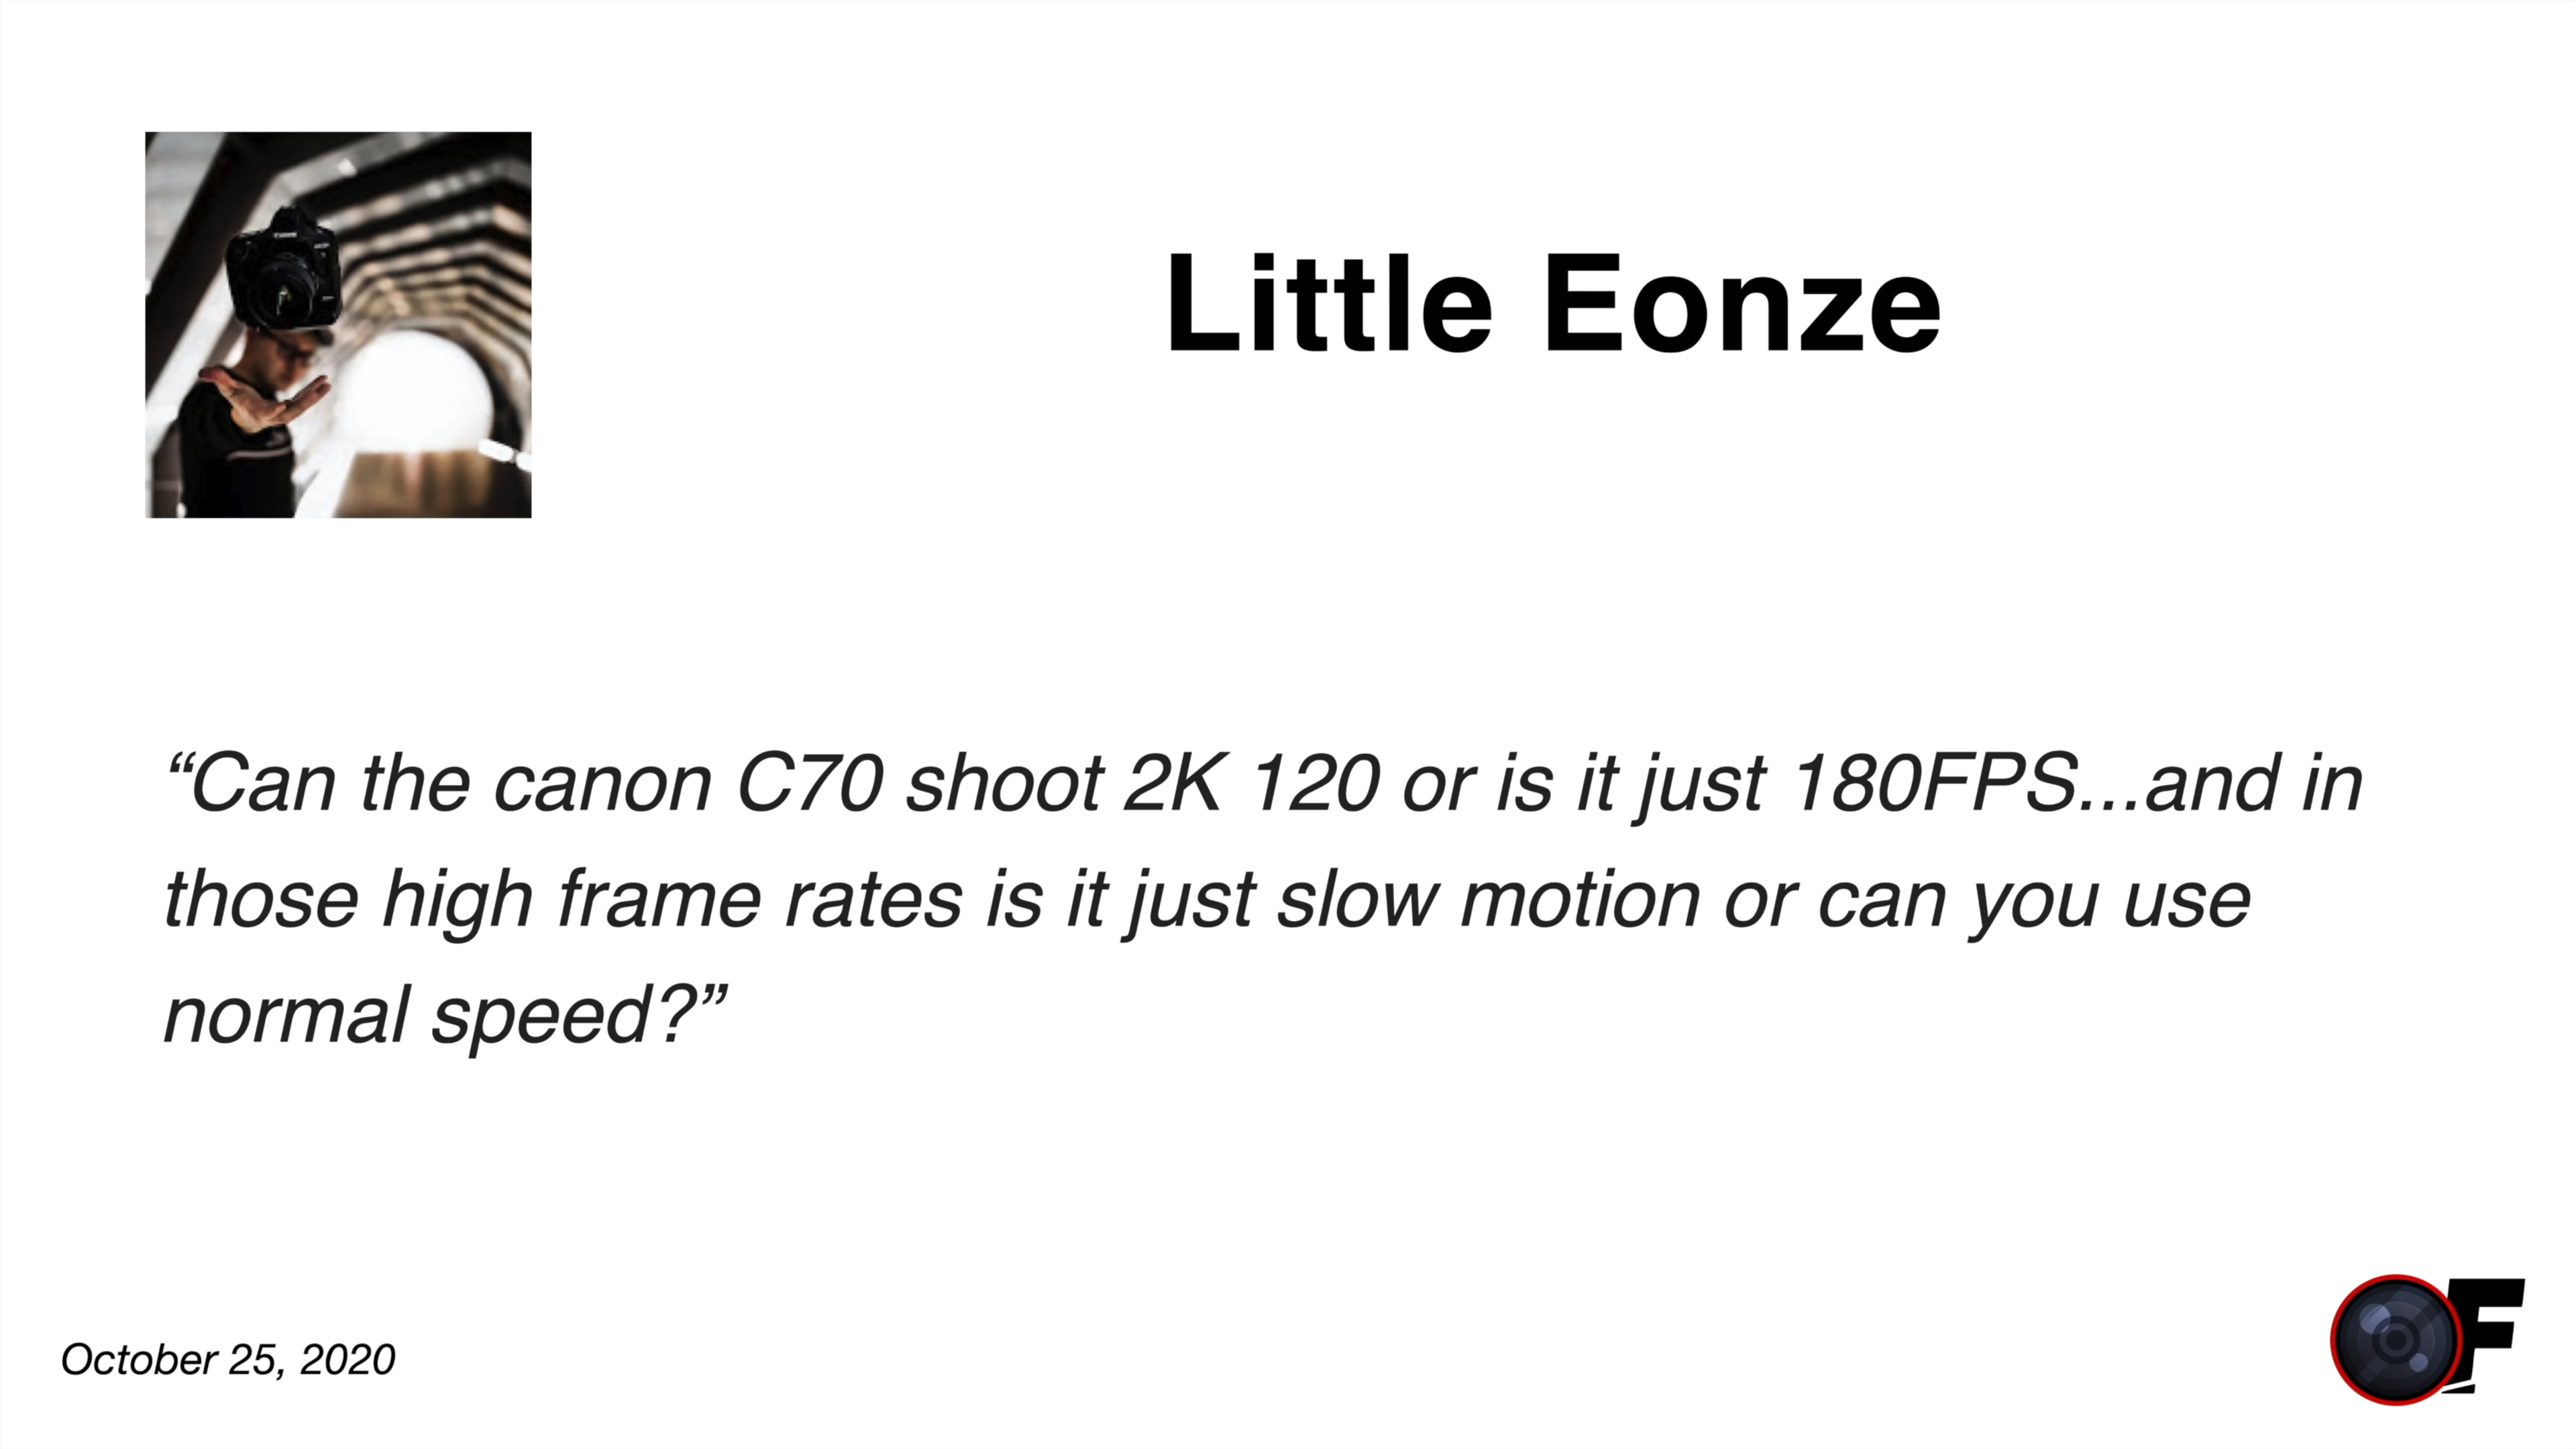 Little Eonze
“Can the canon C70 shoot 2K 120 or is it just 180FPS...and in
those high frame rates is it just slow motion or can you use
normal speed?”
October 25, 2020
F